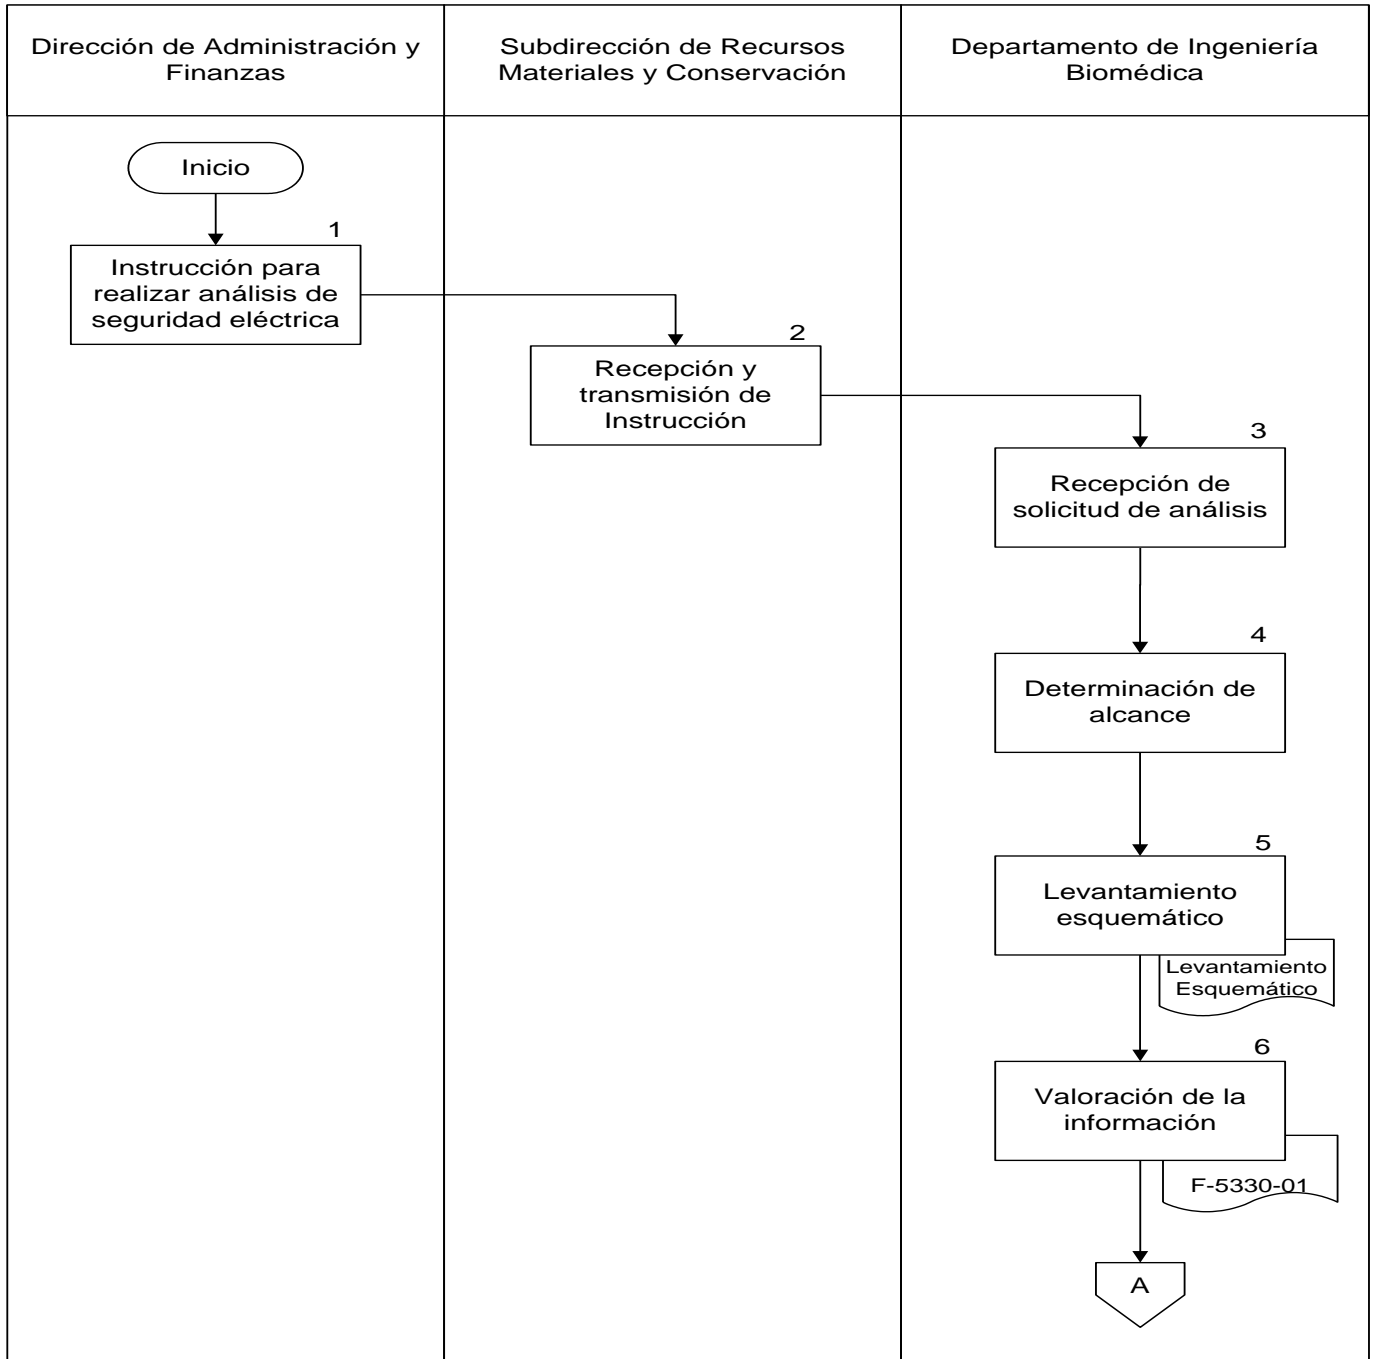 Dirección de Administración y
Finanzas
Subdirección de Recursos
Materiales y Conservación
Departamento de Ingeniería
Biomédica
Inicio
1
Instrucción para
realizar análisis de
seguridad eléctrica
2
Recepción y
transmisión de
Instrucción
3
Recepción de
solicitud de análisis
4
Determinación de
alcance
5
Levantamiento
esquemático
Levantamiento
Esquemático
6
Valoración de la
información
F-5330-01
A